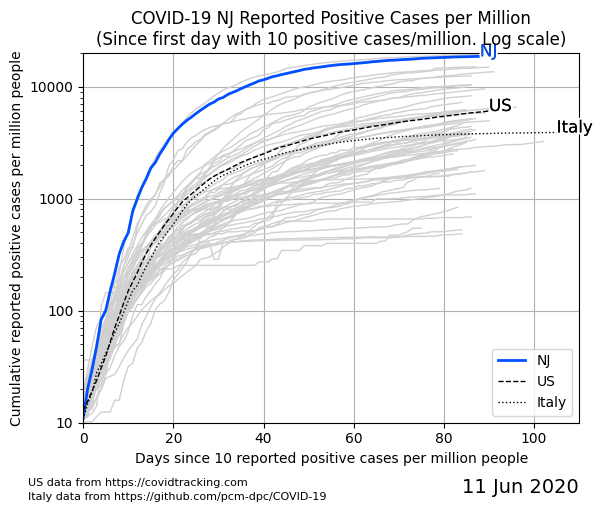 COVID-19 NJ Reported Positive Cases per Million
(Since first day with 10 positive cases/million. Log scale)
Cumulative reported positive cases per million people
10000
1000
100
10
NJ
US
Italy
NJ
US
Italy
0
20
40
60
80
100
Days since 10 reported positive cases per million people
US data from https://covidtracking.com
Italy data from https://github.com/pcm-dpc/COVID-19
11 Jun 2020